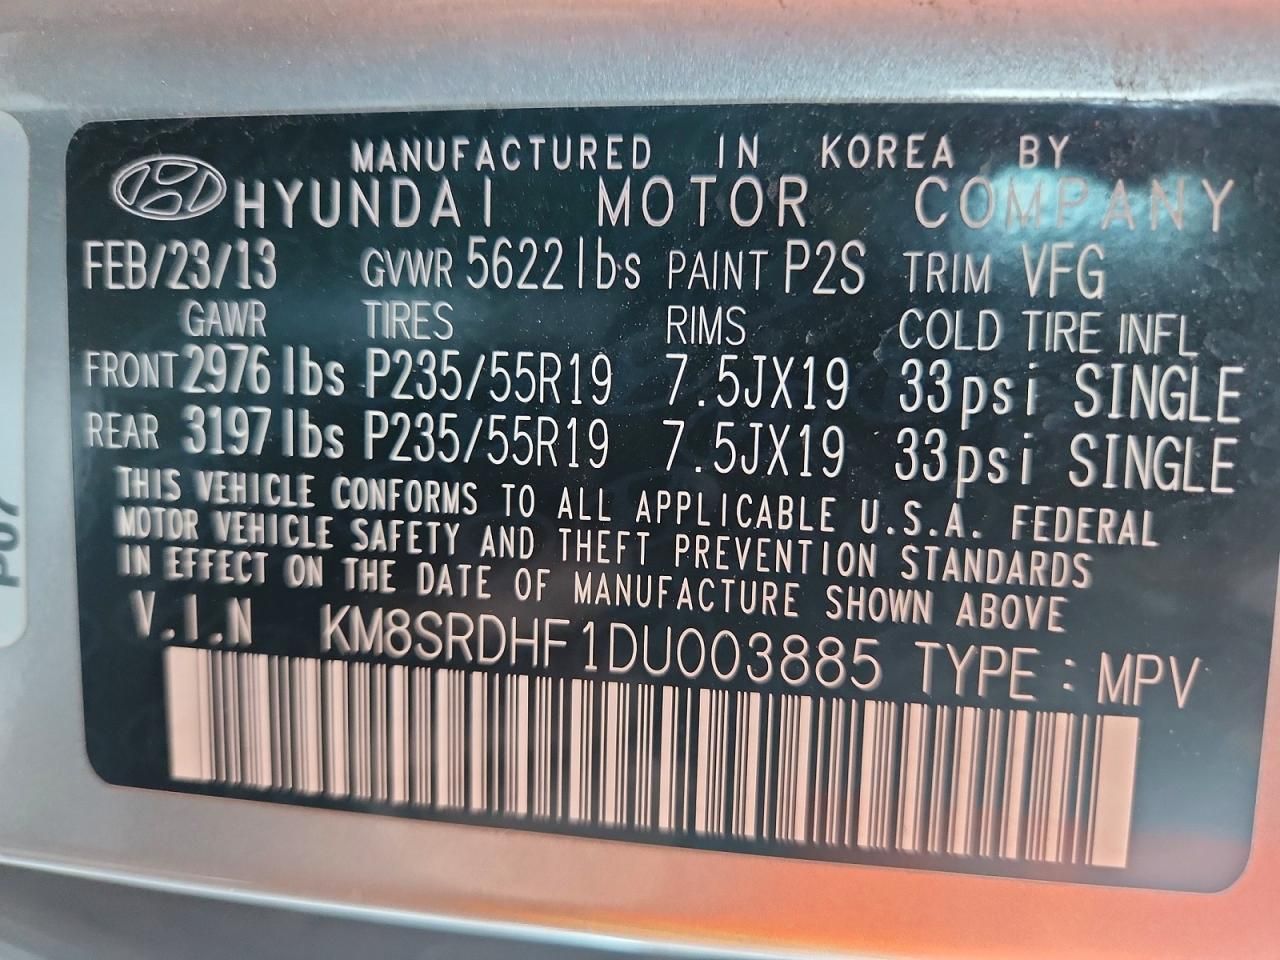 MANUFACTURED IN KOREA BY
HYUNDAI MOTOR COMPANY
FEB/23/13 GVWR 5622lbs PAINT P2S TRIM VFG
GAWR TIRES RIMS COLD TIRE INFL
FRONT 2976 lbs P235/55R19 7.5JX19 33psi SINGLE
REAR 3197 lbs P235/55R19 7.5JX19 33psi SINGLE
THIS VEHICLE CONFORMS TO ALL APPLICABLE U.S.A. FEDERAL
MOTOR VEHICLE SAFETY AND THEFT PREVENTION STANDARDS
IN EFFECT ON THE DATE OF MANUFACTURE SHOWN ABOVE
V.I.N KM8SRDHF1DU003885 TYPE : MPV
P07